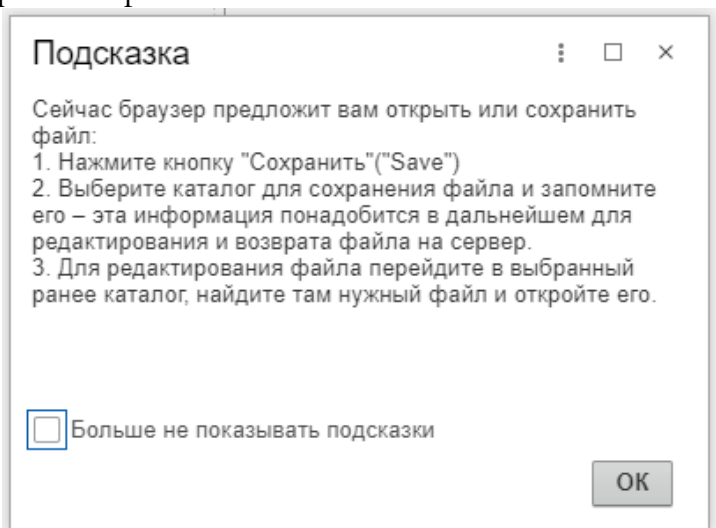 Подсказка
Сейчас браузер предложит вам открыть или сохранить
файл:
1. Нажмите кнопку "Сохранить"("Save")
2. Выберите каталог для сохранения файла и запомните
его – эта информация понадобится в дальнейшем для
редактирования и возврата файла на сервер.
3. Для редактирования файла перейдите в выбранный
ранее каталог, найдите там нужный файл и откройте его.
Больше не показывать подсказки
ОК